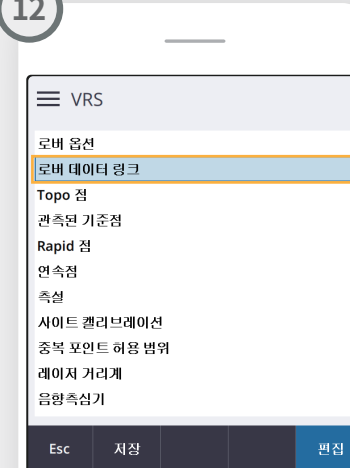 12
VRS
로버 옵션
로버 데이터 링크
Topo 점
관측된 기준점
Rapid 점
연속점
측설
사이트 캘리브레이션
중복 포인트 허용 범위
레이저 거리계
음향측심기
Esc 저장 편집